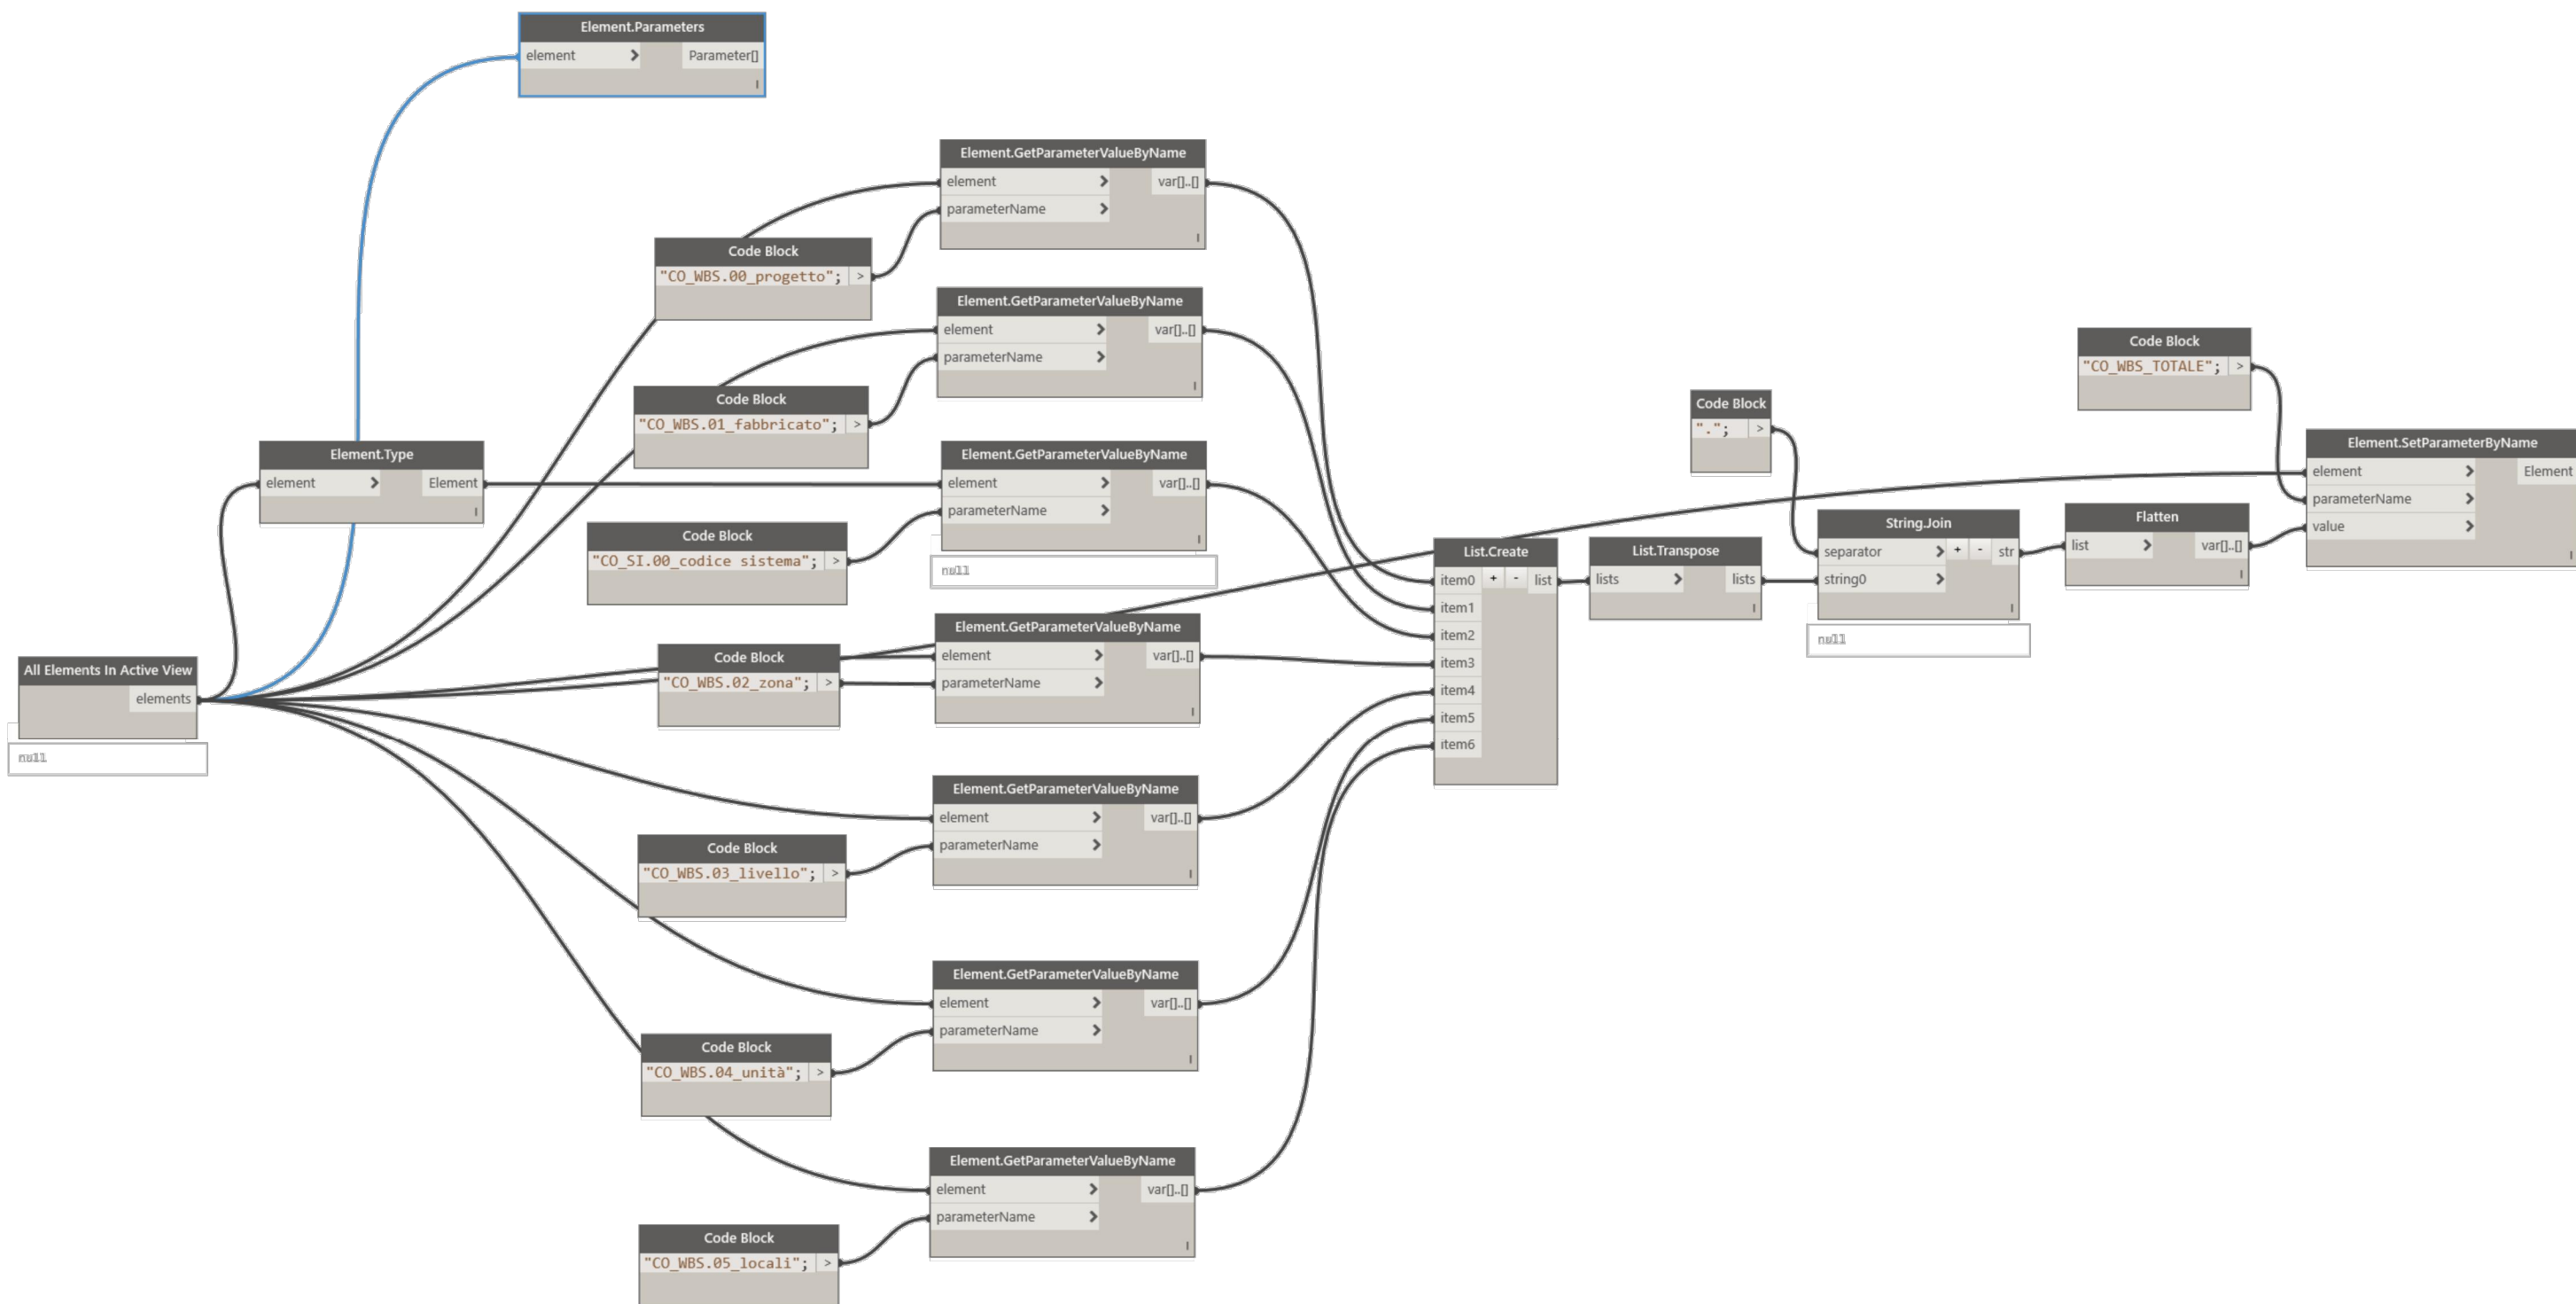 Element.Parameters
element > Parameter[]
Element.GetParameterValueByName
element > var[]..[]
parameterName >
Code Block
"CO_WBS.00_progetto"; >
Element.GetParameterValueByName
element > var[]..[]
parameterName >
Code Block
"CO_WBS.01_fabbricato"; >
Element.Type
element > Element
Element.GetParameterValueByName
element > var[]..[]
parameterName >
null
Code Block
"CO_SI.00_codice sistema"; >
All Elements In Active View
elements
null
Element.GetParameterValueByName
element > var[]..[]
parameterName >
Code Block
"CO_WBS.02_zona"; >
Element.GetParameterValueByName
element > var[]..[]
parameterName >
Code Block
"CO_WBS.03_livello"; >
Element.GetParameterValueByName
element > var[]..[]
parameterName >
Code Block
"CO_WBS.04_unità"; >
Element.GetParameterValueByName
element > var[]..[]
parameterName >
Code Block
"CO_WBS.05_locali"; >
List.Create
item0 + - list
item1
item2
item3
item4
item5
item6
List.Transpose
lists > lists
Code Block
"."; >
String.Join
separator > + - str
string0 >
null
Flatten
list > var[]..[]
Code Block
"CO_WBS_TOTALE"; >
Element.SetParameterByName
element > Element
parameterName >
value >